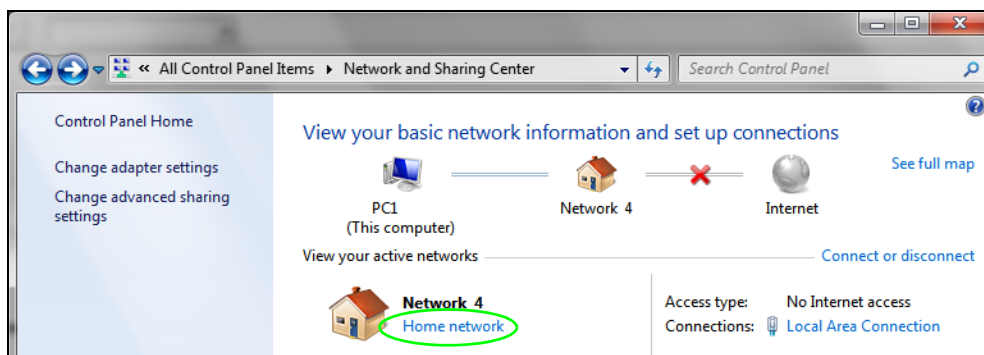 « All Control Panel Items ▸ Network and Sharing Center
Search Control Panel
Control Panel Home
Change adapter settings
Change advanced sharing
settings
View your basic network information and set up connections
See full map
PC1
(This computer)
Network 4
Internet
View your active networks
Connect or disconnect
Network 4
Home network
Access type: No Internet access
Connections: Local Area Connection